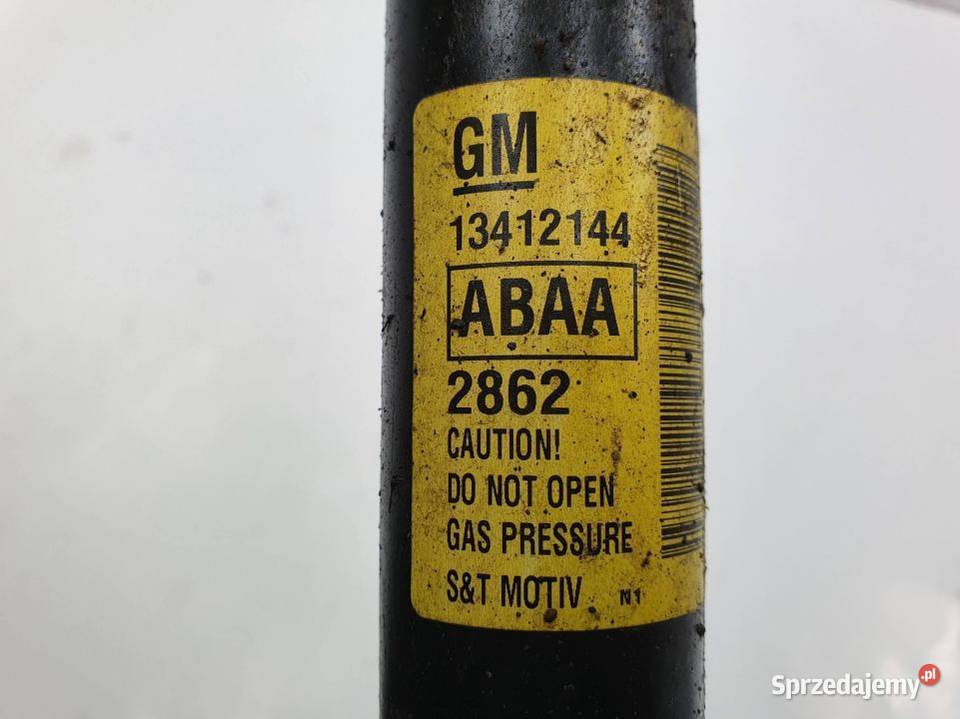 GM
13412144
ABAA
2862
CAUTION!
DO NOT OPEN
GAS PRESSURE
S&T MOTIV N1
Sprzedajemy.pl